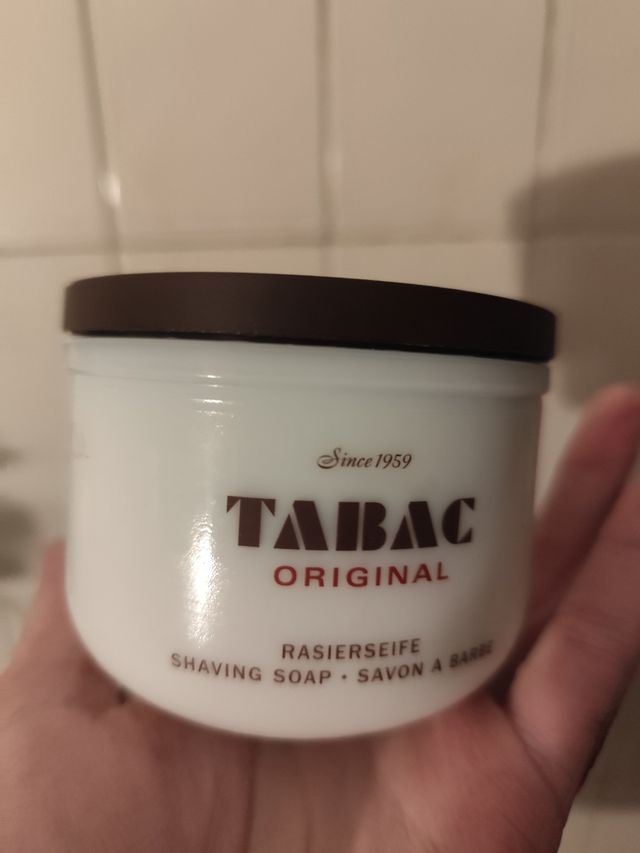 Since 1959
TABAC
ORIGINAL
RASIERSEIFE
SHAVING SOAP · SAVON A BARBE